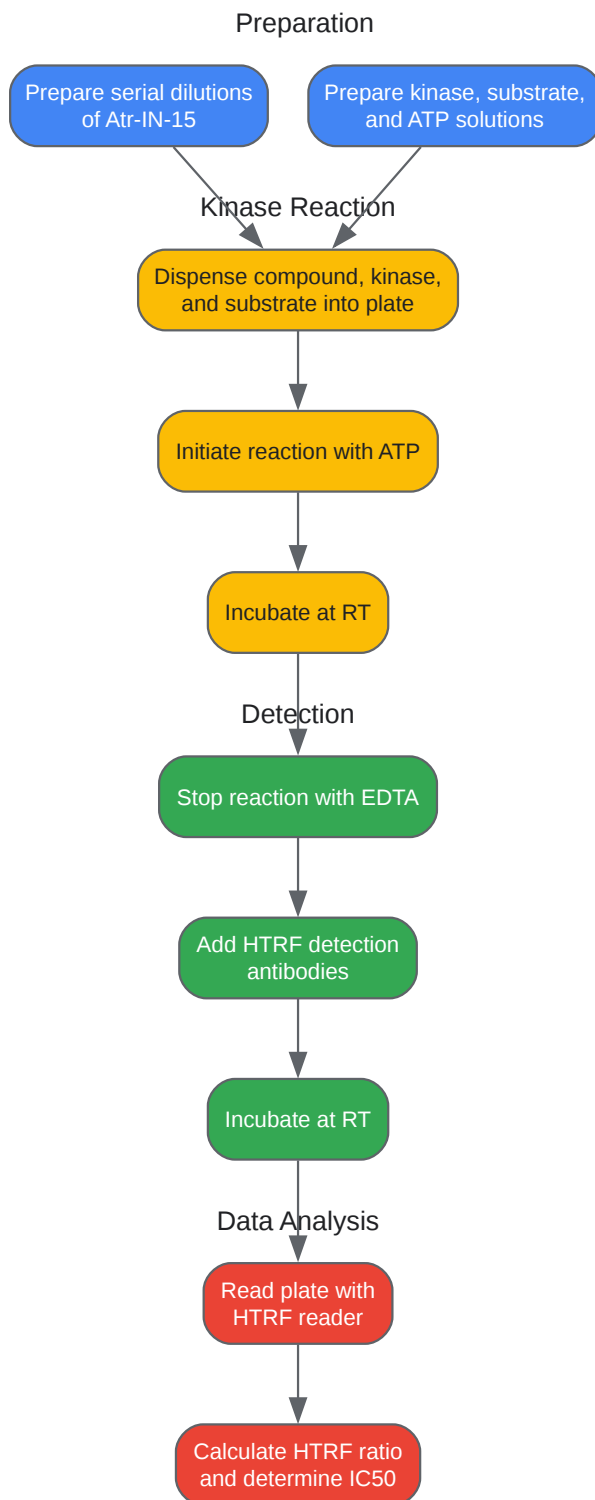 Preparation
Prepare serial dilutions
of Atr-IN-15
Prepare kinase, substrate,
and ATP solutions
Kinase Reaction
Dispense compound, kinase,
and substrate into plate
Initiate reaction with ATP
Incubate at RT
Detection
Stop reaction with EDTA
Add HTRF detection
antibodies
Incubate at RT
Data Analysis
Read plate with
HTRF reader
Calculate HTRF ratio
and determine IC50